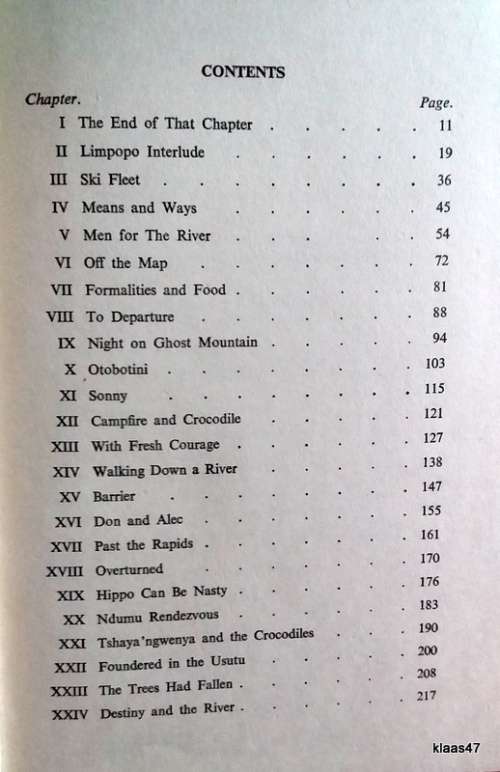 CONTENTS
Chapter. Page.
I The End of That Chapter . . . . . 11
II Limpopo Interlude . . . . . . 19
III Ski Fleet . . . . . . . . 36
IV Means and Ways . . . . . . 45
V Men for The River . . . . . 54
VI Off the Map . . . . . . . 72
VII Formalities and Food . . . . . . 81
VIII To Departure . . . . . . . 88
IX Night on Ghost Mountain . . . . . 94
X Otobotini . . . . . . . . 103
XI Sonny . . . . . . . . 115
XII Campfire and Crocodile . . . . . 121
XIII With Fresh Courage . . . . . . 127
XIV Walking Down a River . . . . . 138
XV Barrier . . . . . . . 147
XVI Don and Alec . . . . . . . 155
XVII Past the Rapids . . . . . . . 161
XVIII Overturned . . . . . . . 170
XIX Hippo Can Be Nasty . . . . . . 176
XX Ndumu Rendezvous . . . . . . 183
XXI Tshaya'ngwenya and the Crocodiles . . . 190
XXII Foundered in the Usutu . . . . . 200
XXIII The Trees Had Fallen . . . . . . 208
XXIV Destiny and the River . . . . . . 217
klaas47